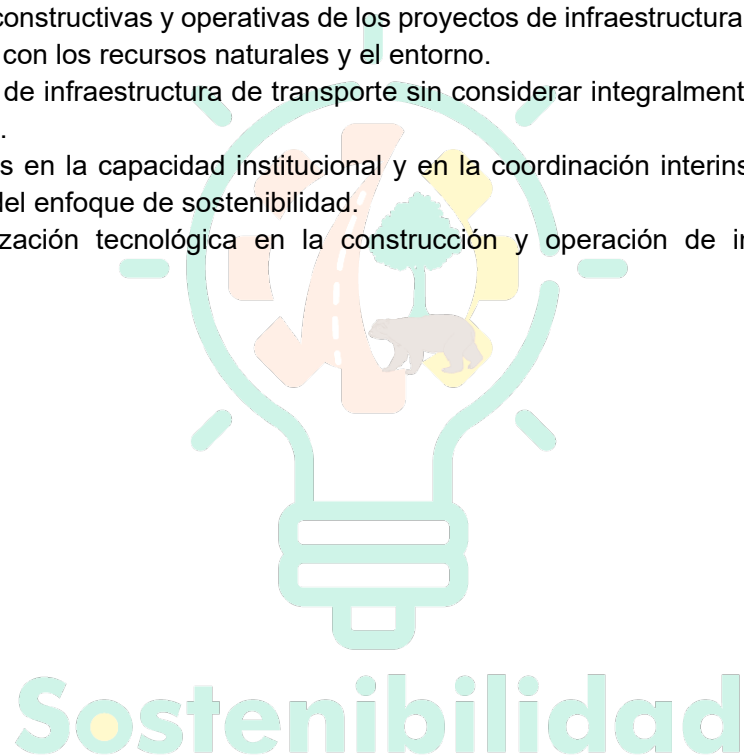 constructivas y operativas de los proyectos de infraestructura
con los recursos naturales y el entorno.
de infraestructura de transporte sin considerar integralment
.
s en la capacidad institucional y en la coordinación interins
del enfoque de sostenibilidad.
zación tecnológica en la construcción y operación de in
Sostenibilidad